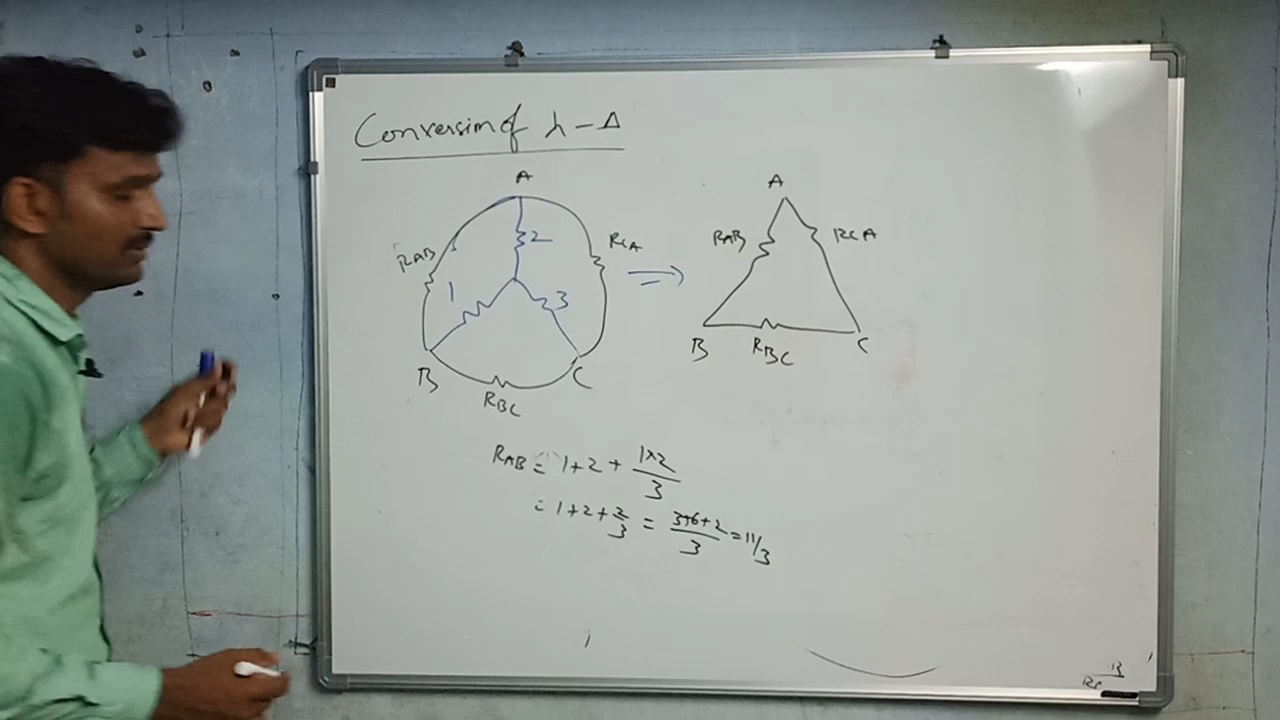 Conversion of ⅄ - Δ
A
RAB
2
RCA
1
3
B
C
RBC
⇒
A
RAB
RCA
B
RBC
C
RAB = 1+2 + 1×2/3
= 1+2+2/3 = 3+6+2/3 = 11/3